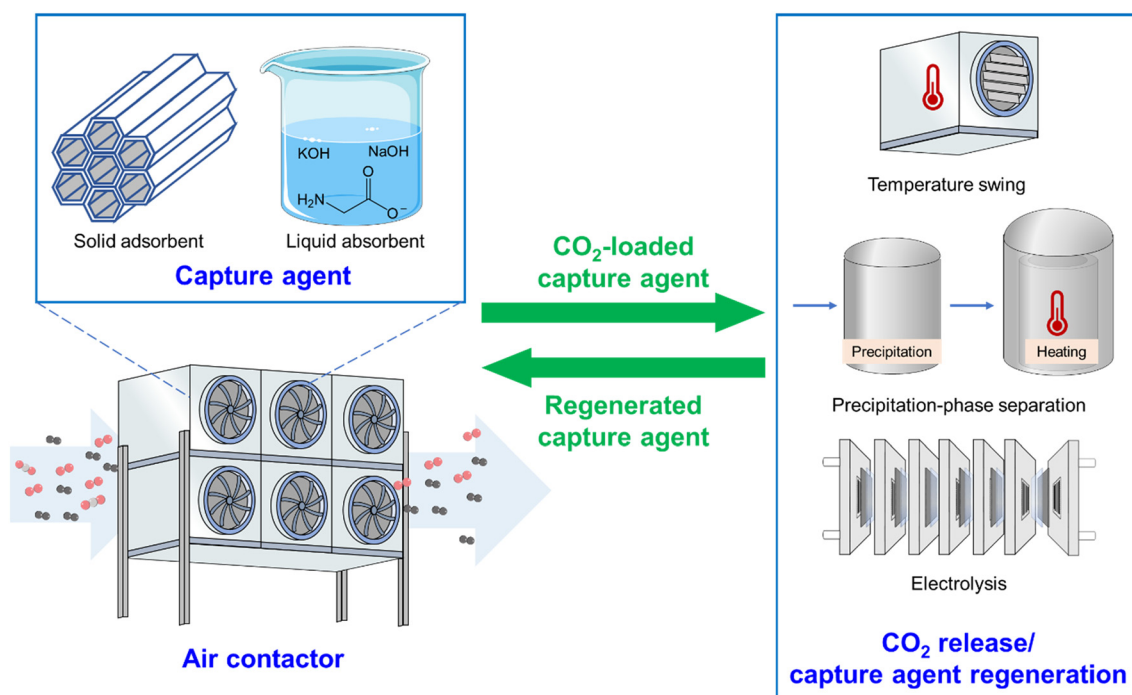 KOH
NaOH
H₂N
O
O⁻
Solid adsorbent
Liquid absorbent
Capture agent
Air contactor
CO₂-loaded
capture agent
Regenerated
capture agent
Temperature swing
Precipitation
Heating
Precipitation-phase separation
Electrolysis
CO₂ release/
capture agent regeneration